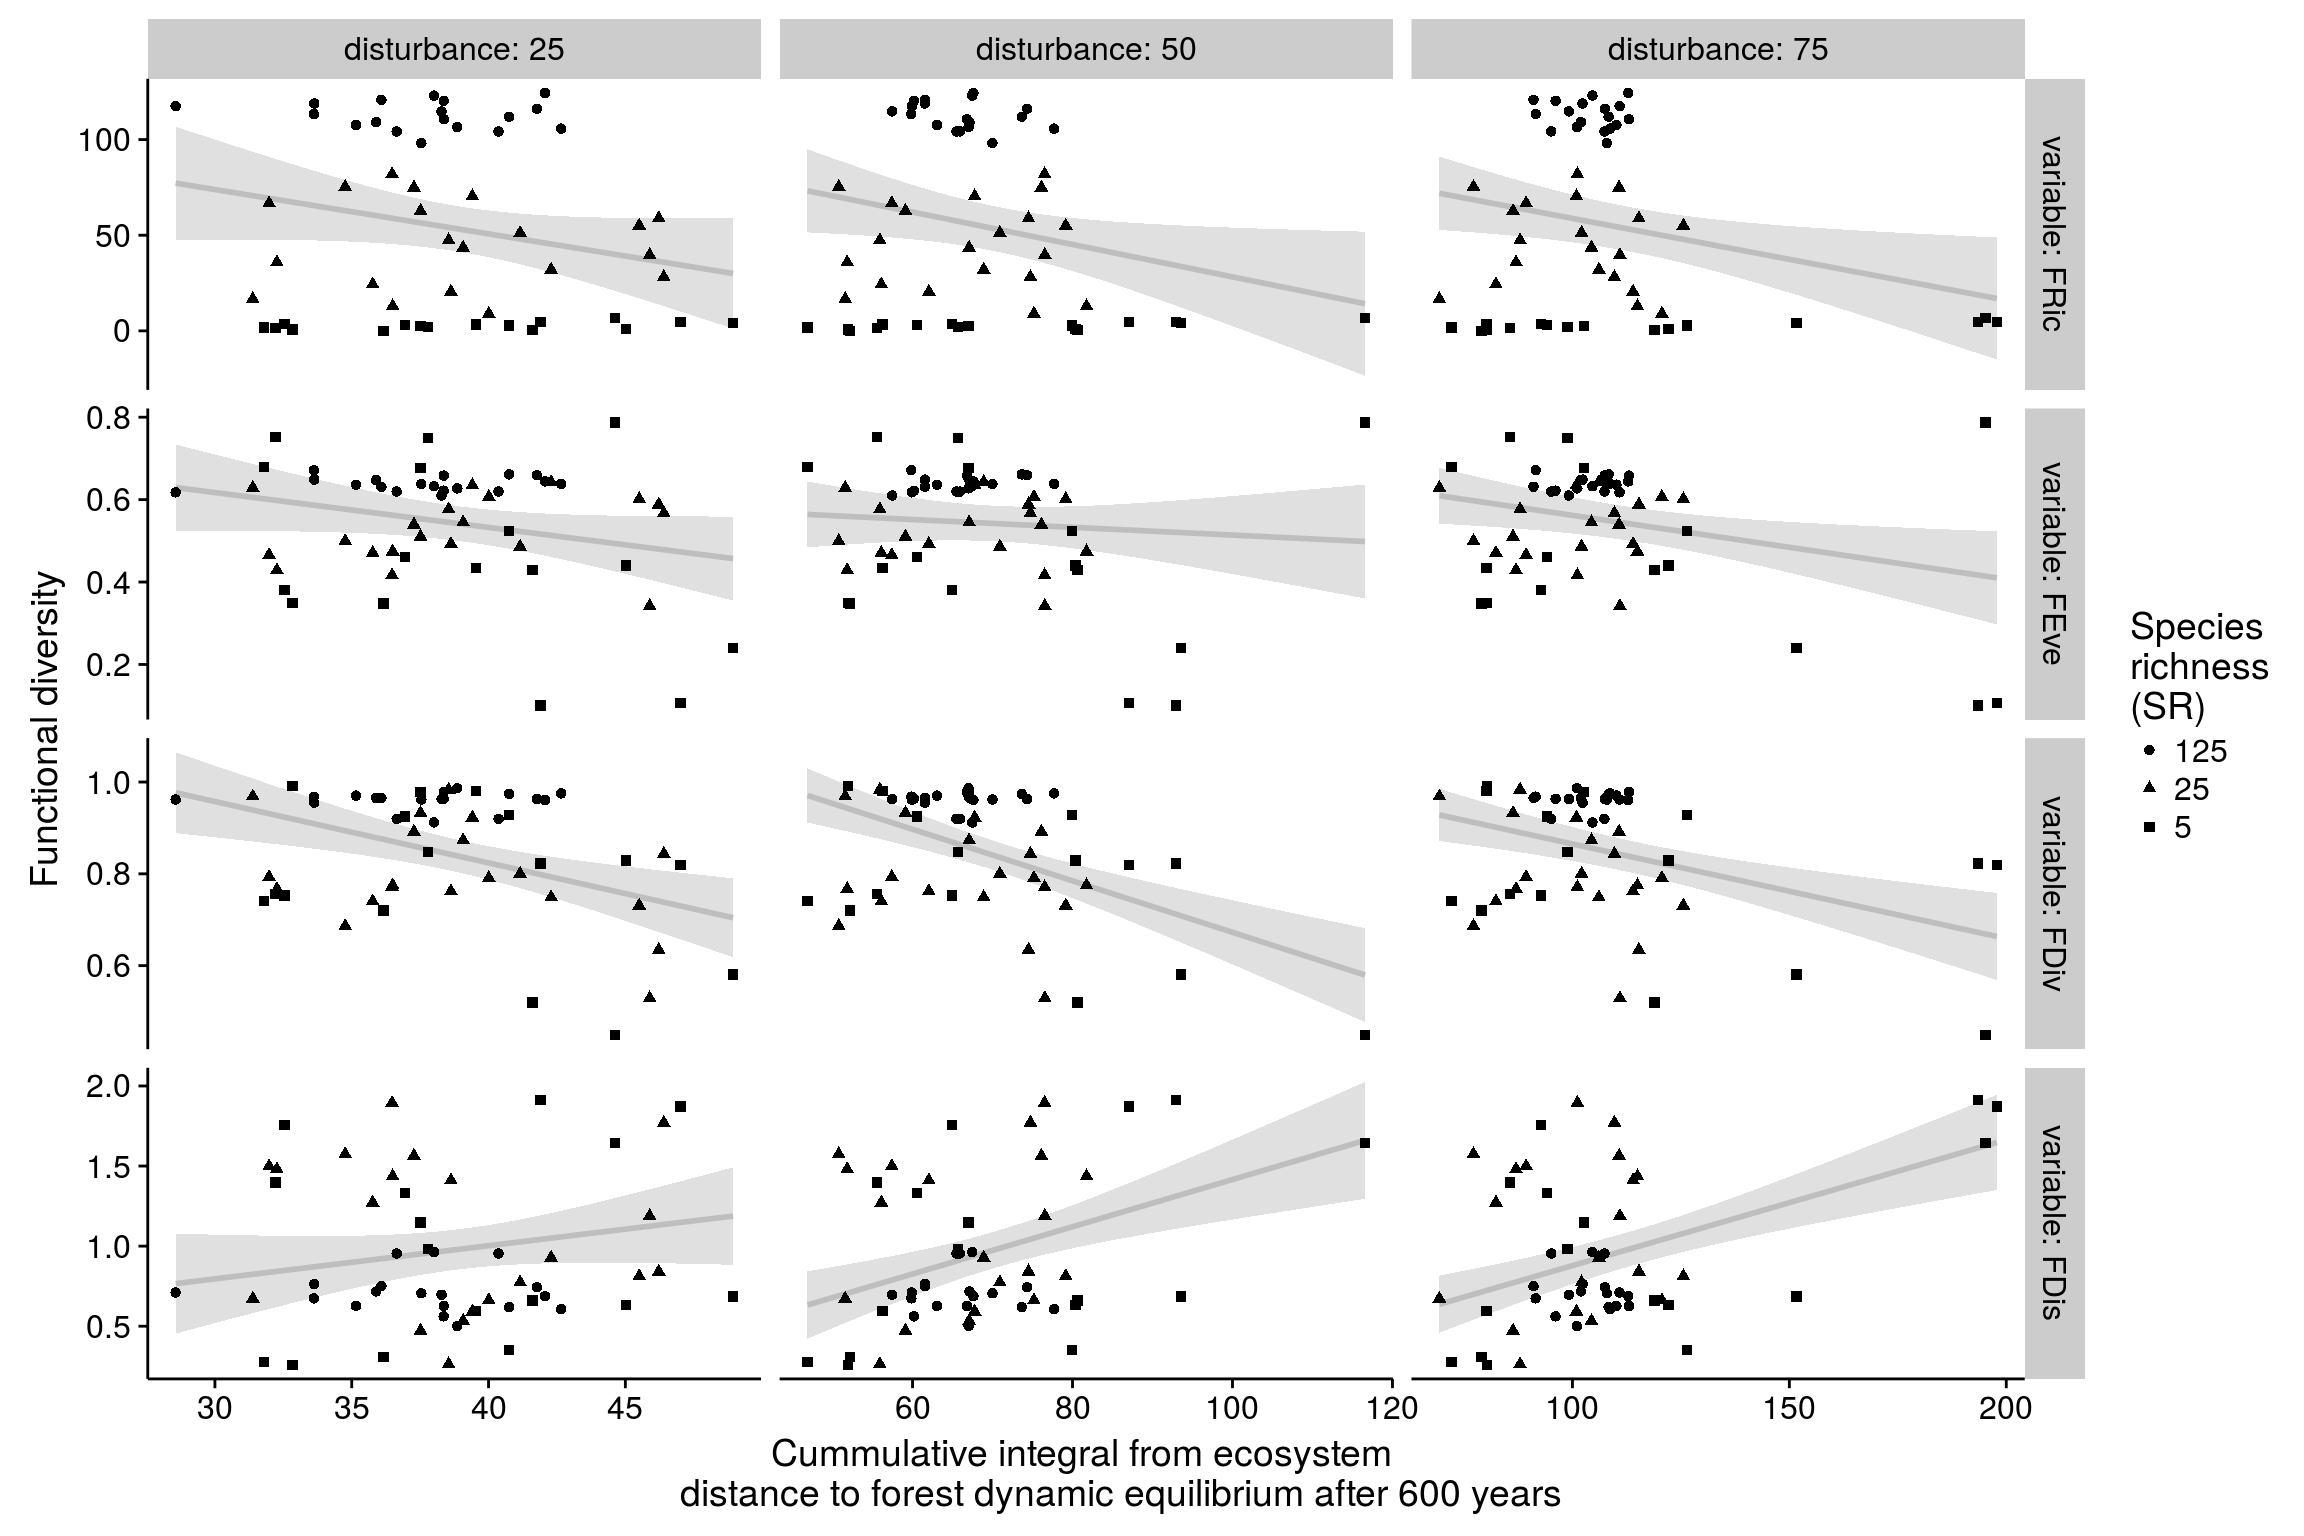 disturbance: 25
disturbance: 50
disturbance: 75
variable: FRic
100
50
0
variable: FEve
0.8
0.6
0.4
0.2
variable: FDiv
1.0
0.8
0.6
variable: FDis
2.0
1.5
1.0
0.5
30 35 40 45
60 80 100 120
100 150 200
Functional diversity
Cummulative integral from ecosystem
distance to forest dynamic equilibrium after 600 years
Species
richness
(SR)
125
25
5